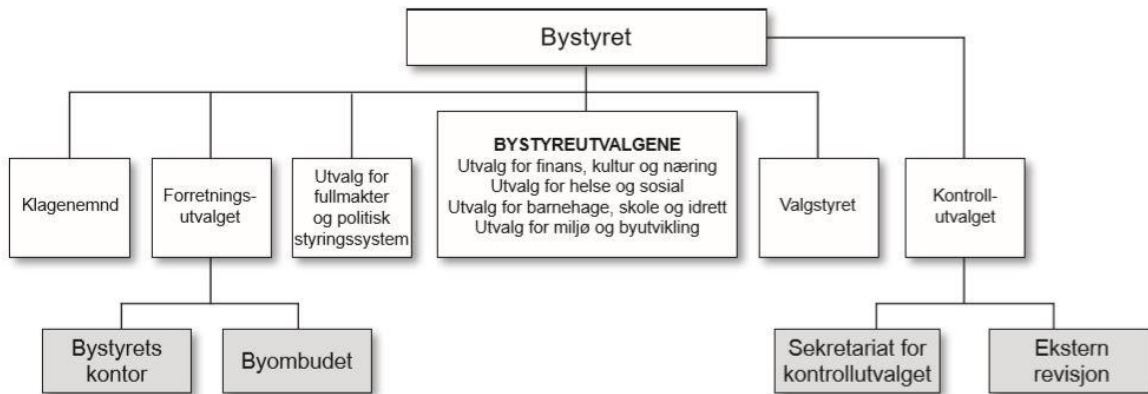 Bystyret
Klagenemnd
Forretnings-
utvalget
Utvalg for
fullmakter
og politisk
styringssystem
BYSTYREUTVALGENE
Utvalg for finans, kultur og næring
Utvalg for helse og sosial
Utvalg for barnehage, skole og idrett
Utvalg for miljø og byutvikling
Valgstyret
Kontroll-
utvalget
Bystyrets
kontor
Byombudet
Sekretariat for
kontrollutvalget
Ekstern
revisjon